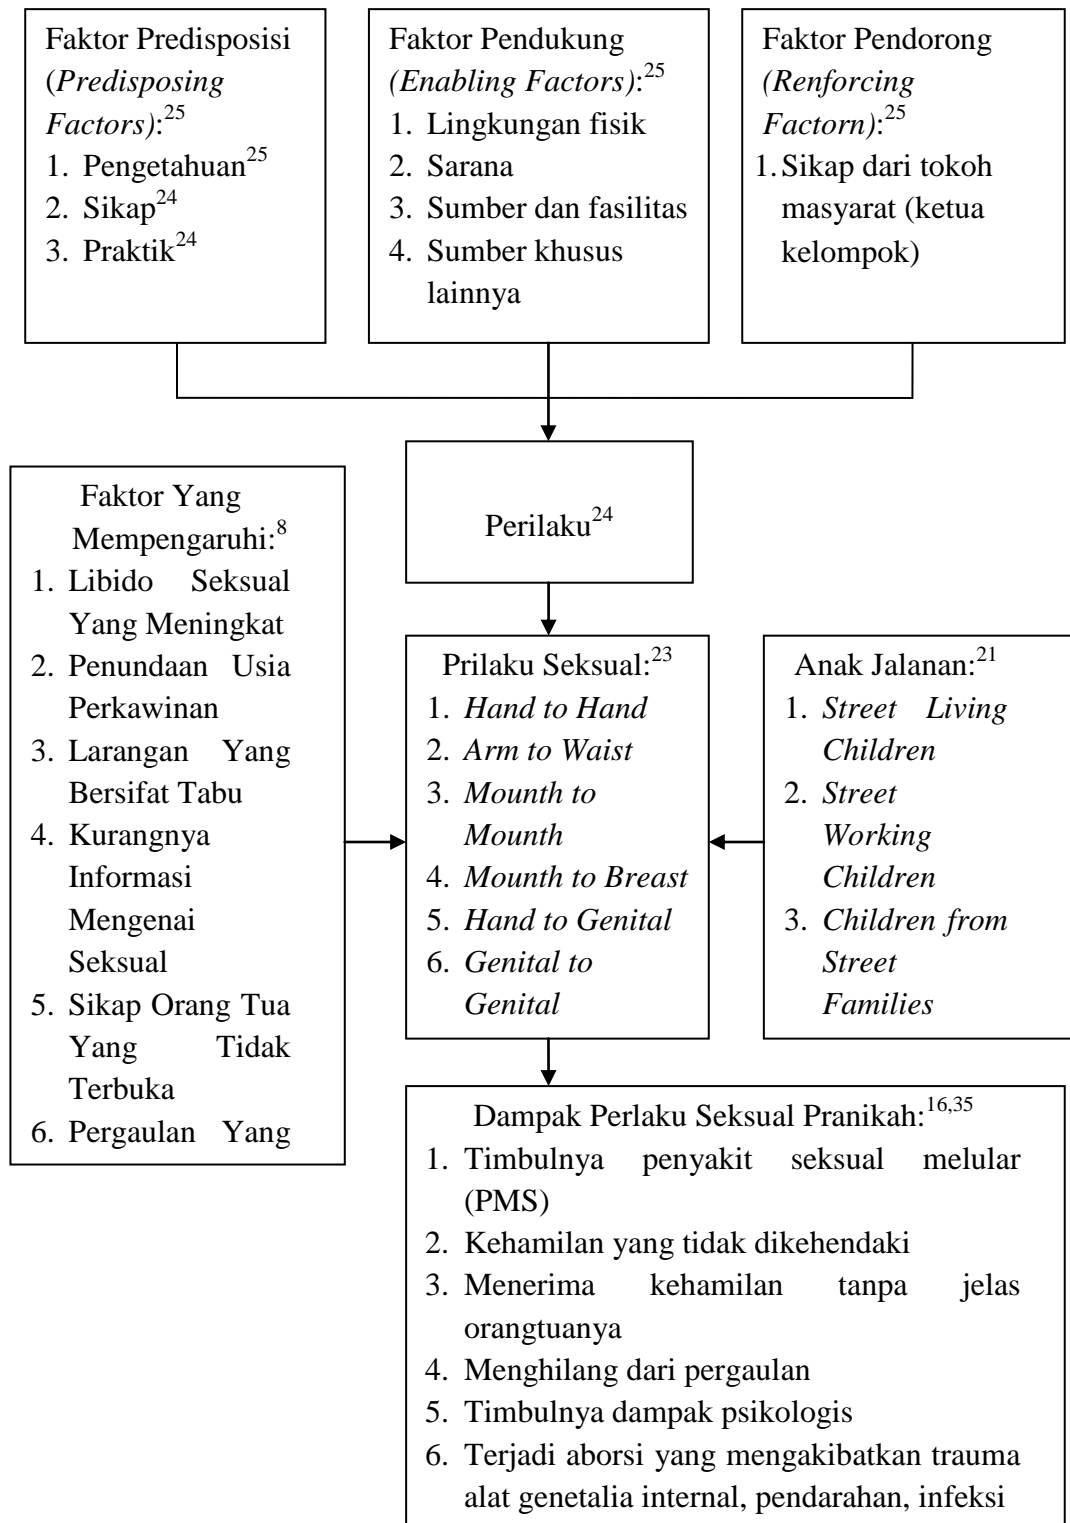 Faktor Predisposisi
(Predisposing
Factors):25
1. Pengetahuan25
2. Sikap24
3. Praktik24
Faktor Pendukung
(Enabling Factors):25
1. Lingkungan fisik
2. Sarana
3. Sumber dan fasilitas
4. Sumber khusus
lainnya
Faktor Pendorong
(Renforcing
Factorn):25
1. Sikap dari tokoh
masyarat (ketua
kelompok)
Perilaku24
Faktor Yang
Mempengaruhi:8
1. Libido Seksual
Yang Meningkat
2. Penundaan Usia
Perkawinan
3. Larangan Yang
Bersifat Tabu
4. Kurangnya
Informasi
Mengenai
Seksual
5. Sikap Orang Tua
Yang Tidak
Terbuka
6. Pergaulan Yang
Prilaku Seksual:23
1. Hand to Hand
2. Arm to Waist
3. Mounth to
Mounth
4. Mounth to Breast
5. Hand to Genital
6. Genital to
Genital
Anak Jalanan:21
1. Street Living
Children
2. Street
Working
Children
3. Children from
Street
Families
Dampak Perlaku Seksual Pranikah:16,35
1. Timbulnya penyakit seksual melular
(PMS)
2. Kehamilan yang tidak dikehendaki
3. Menerima kehamilan tanpa jelas
orangtuanya
4. Menghilang dari pergaulan
5. Timbulnya dampak psikologis
6. Terjadi aborsi yang mengakibatkan trauma
alat genetalia internal, pendarahan, infeksi